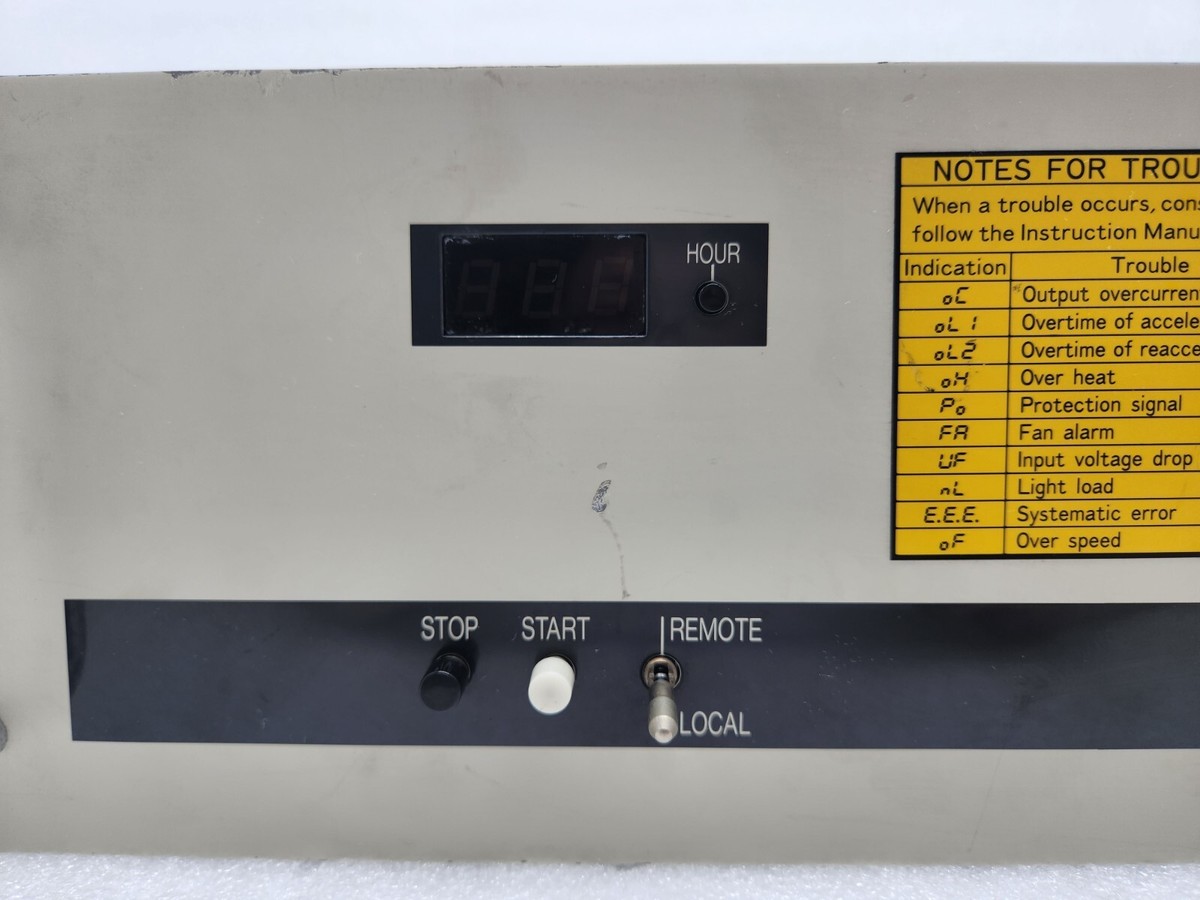 HOUR
NOTES FOR TROU
When a trouble occurs, cons
follow the Instruction Manu
Indication Trouble
oC *Output overcurren
oL1 Overtime of accele
oL2 Overtime of reacce
oH Over heat
Po Protection signal
FA Fan alarm
UF Input voltage drop
nL Light load
E.E.E. Systematic error
oF Over speed
STOP START REMOTE
LOCAL